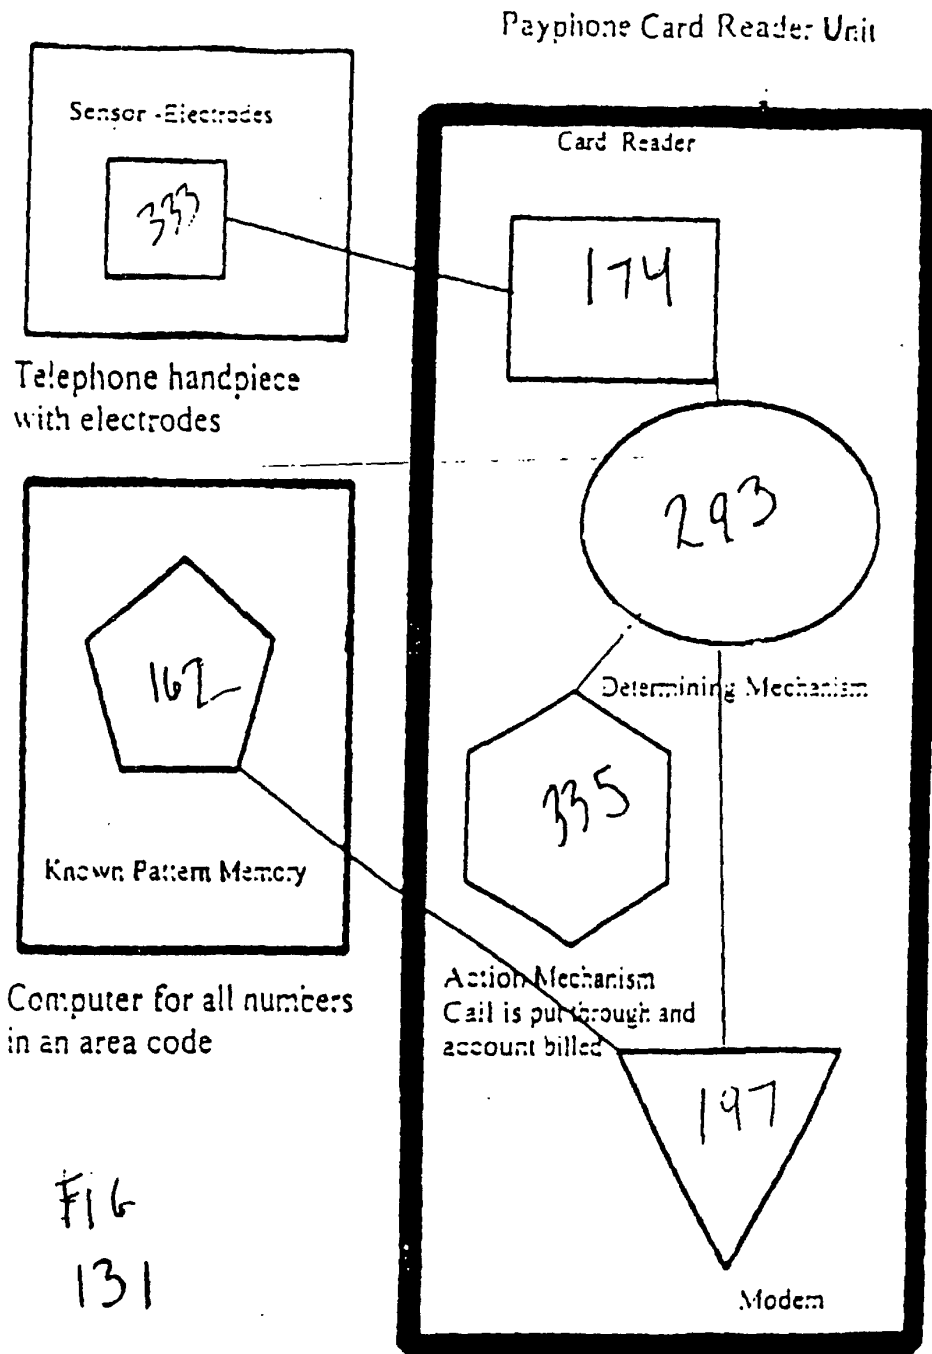 Payphone Card Reader Unit
Sensor -Electrodes
333
Telephone handpiece
with electrodes
Card Reader
174
293
Determining Mechanism
162
Known Pattern Memory
Computer for all numbers
in an area code
335
Action Mechanism
Call is put through and
account billed
197
Modem
FIG
131